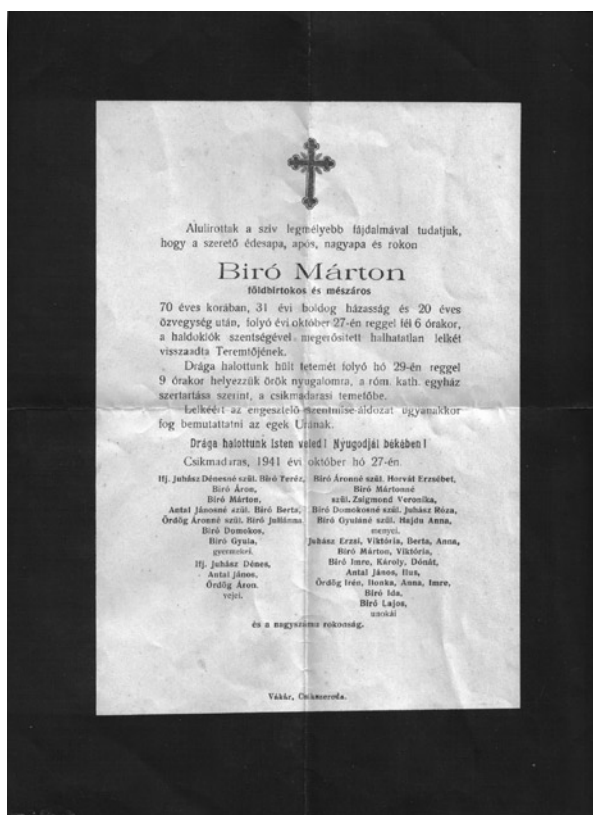 Alulirottak a sziv legmélyebb fájdalmával tudatjuk,
hogy a szerető édesapa, após, nagyapa és rokon
Biró Márton
földbirtokos és mészáros
70 éves korában, 31 évi boldog házasság és 20 éves
özvegység után, folyó évi október 27-én reggel fél 6 órakor,
a haldoklók szentségével megerősitett halhatatlan lelkét
visszaadta Teremtőjének.
Drága halottunk hült tetemét folyó hó 29-én reggel
9 órakor helyezzük örök nyugalomra, a róm. kath. egyház
szertartása szerint, a csikmadarasi temetőbe.
Lelkéért az engesztelő szentmise-áldozat ugyanakkor
fog bemutattatni az egek Urának.
Drága halottunk Isten veled! Nyugodjál békében!
Csikmadaras, 1941 évi október hó 27-én.
Ifj. Juhász Dénesné szül. Biró Teréz,
Biró Áron,
Biró Márton,
Antal Jánosné szül. Biró Berta,
Ördög Áronné szül. Biró Juliánna
Biró Domokos,
Biró Gyula,
gyermekei.
Ifj. Juhász Dénes,
Antal János,
Ördög Áron.
vejei.
Biró Áronné szül. Horvát Erzsébet,
Biró Mártonné
szül. Zsigmond Veronika,
Biró Domokosné szül. Juhász Róza,
Biró Gyuláné szül. Hajdu Anna,
menyei.
Juhász Erzsi, Viktória, Berta, Anna,
Biró Márton, Viktória,
Biró Imre, Károly, Dónát,
Antal János, Ilus,
Ördög Irén, Ilonka, Anna, Imre,
Biró Ida,
Biró Lajos,
unokái
és a nagyszámu rokonság.
Vákár, Csikszereda.